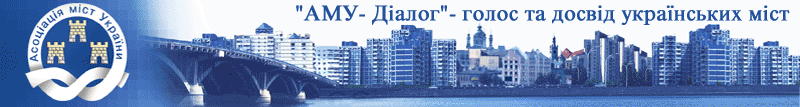 Асоціація міст України
"АМУ- Діалог"- голос та досвід українських міст